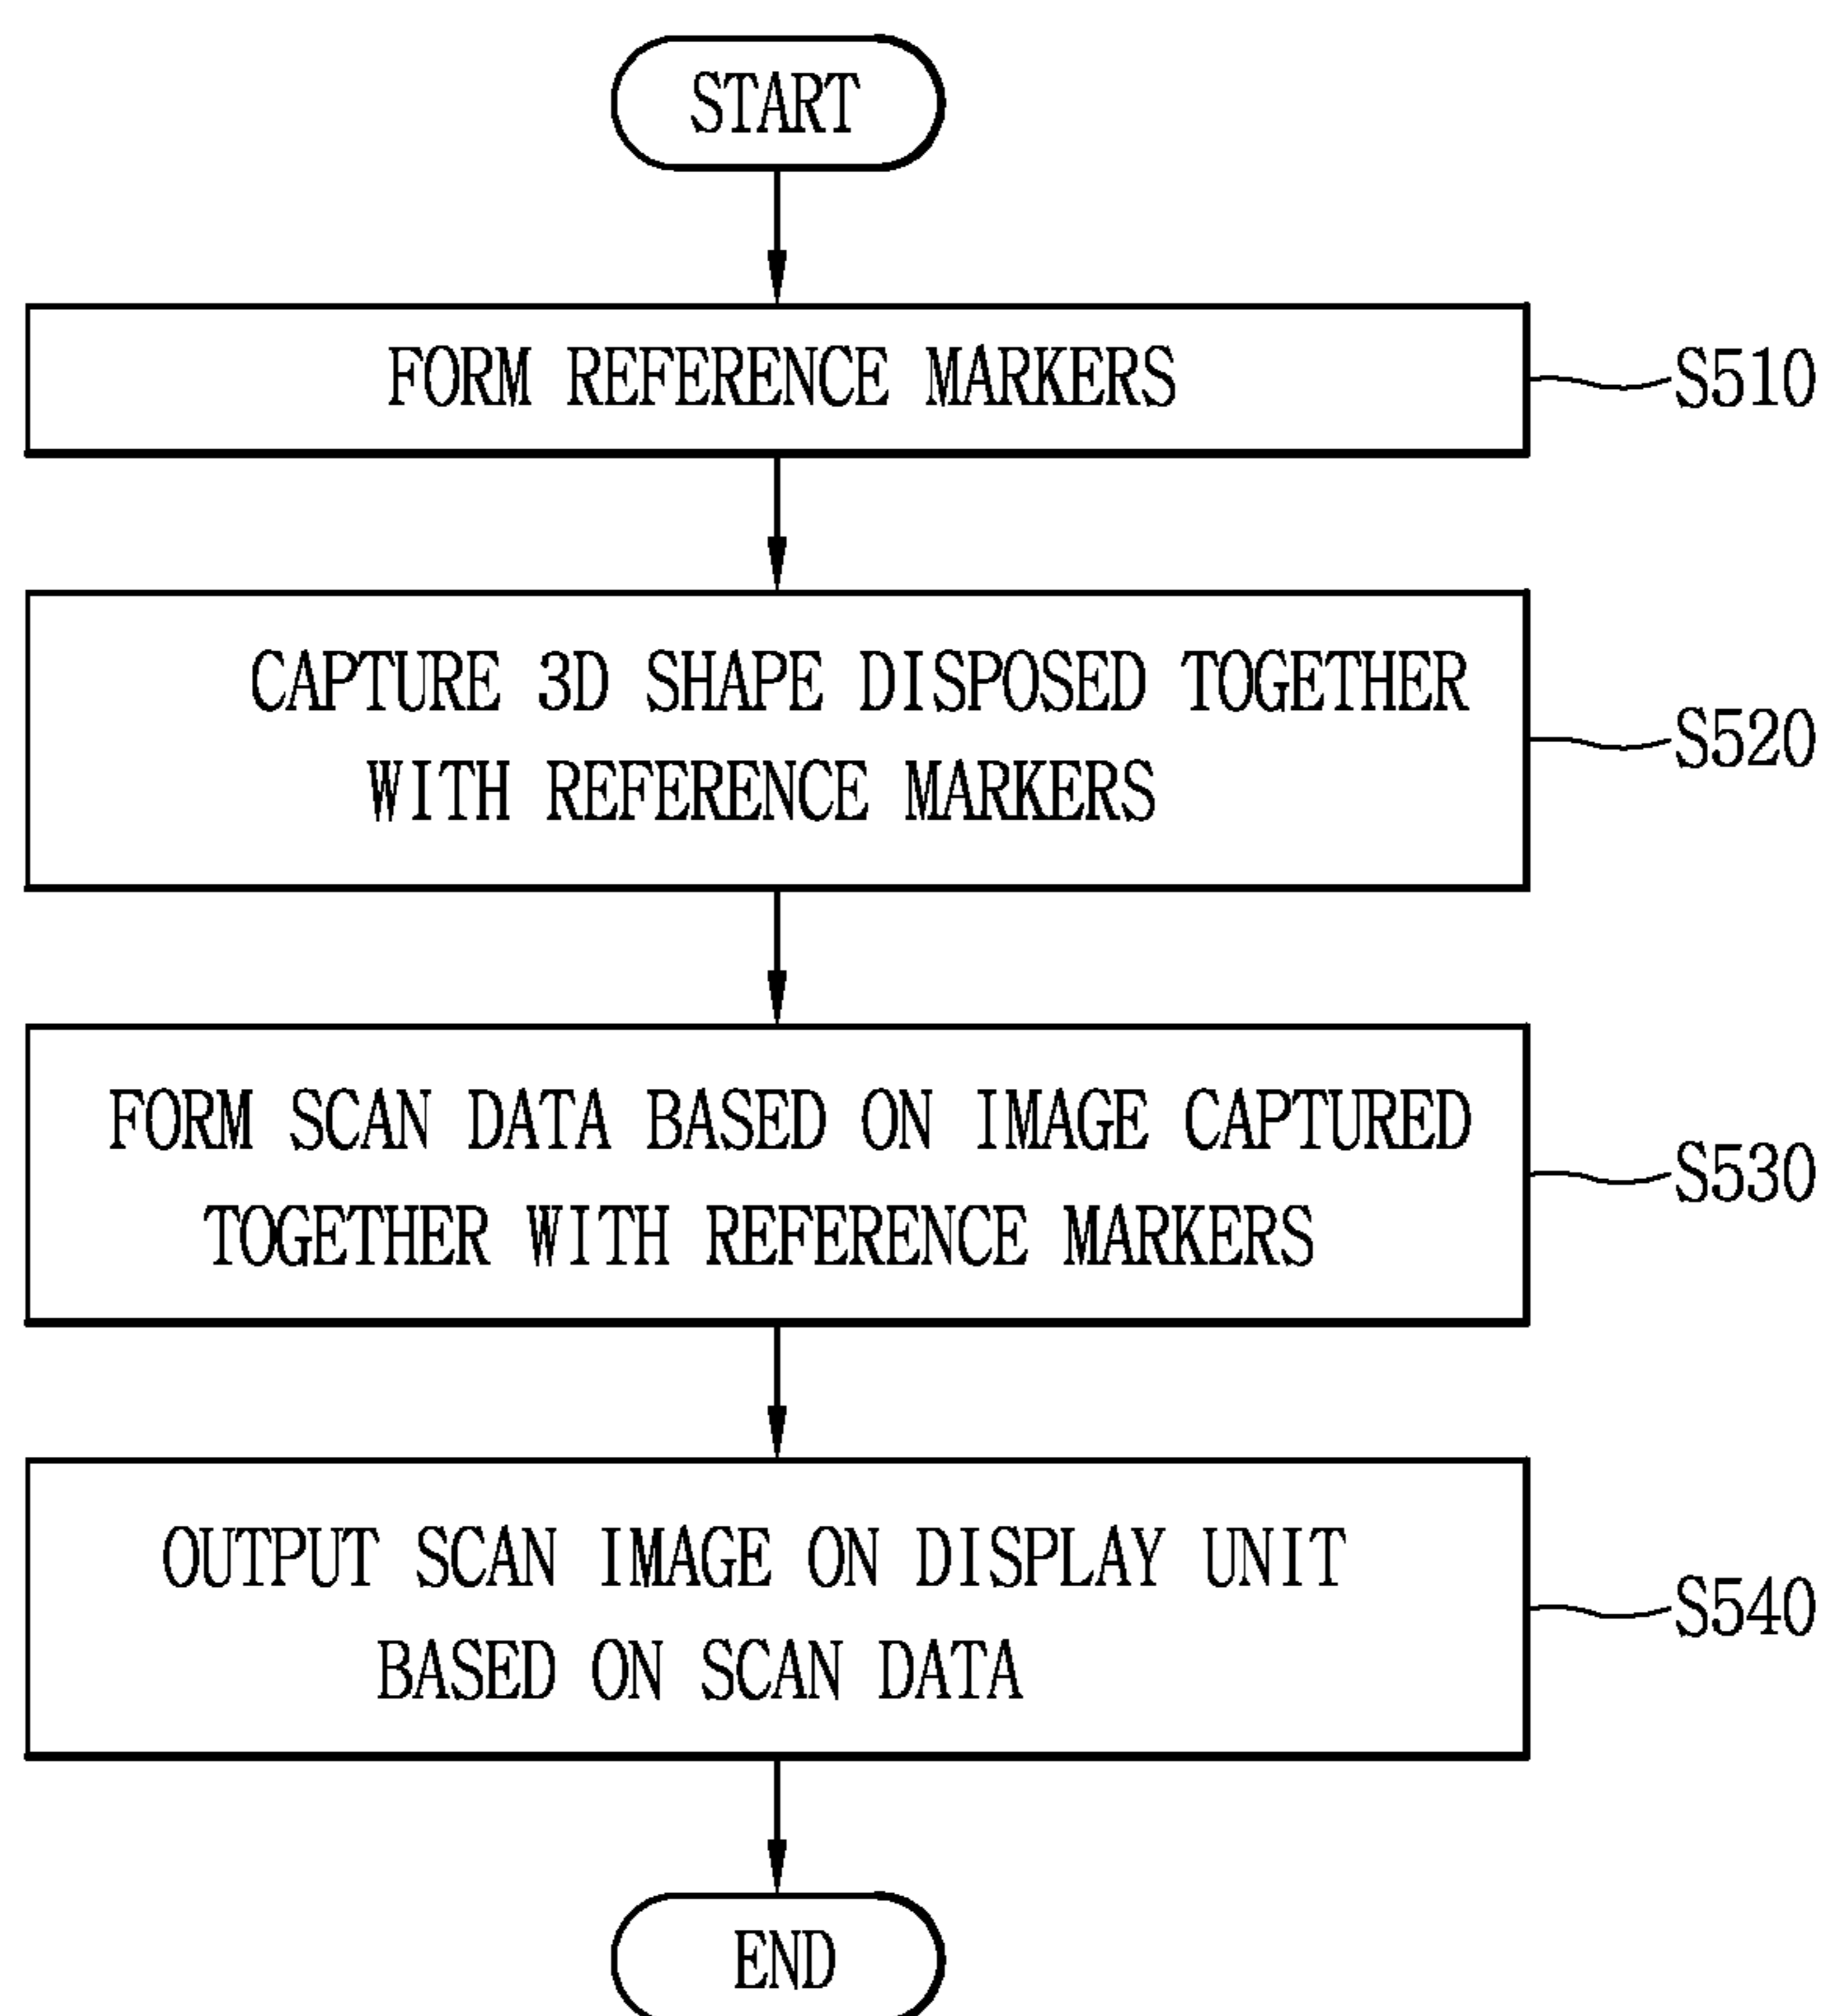 START
FORM REFERENCE MARKERS
S510
CAPTURE 3D SHAPE DISPOSED TOGETHER
WITH REFERENCE MARKERS
S520
FORM SCAN DATA BASED ON IMAGE CAPTURED
TOGETHER WITH REFERENCE MARKERS
S530
OUTPUT SCAN IMAGE ON DISPLAY UNIT
BASED ON SCAN DATA
S540
END